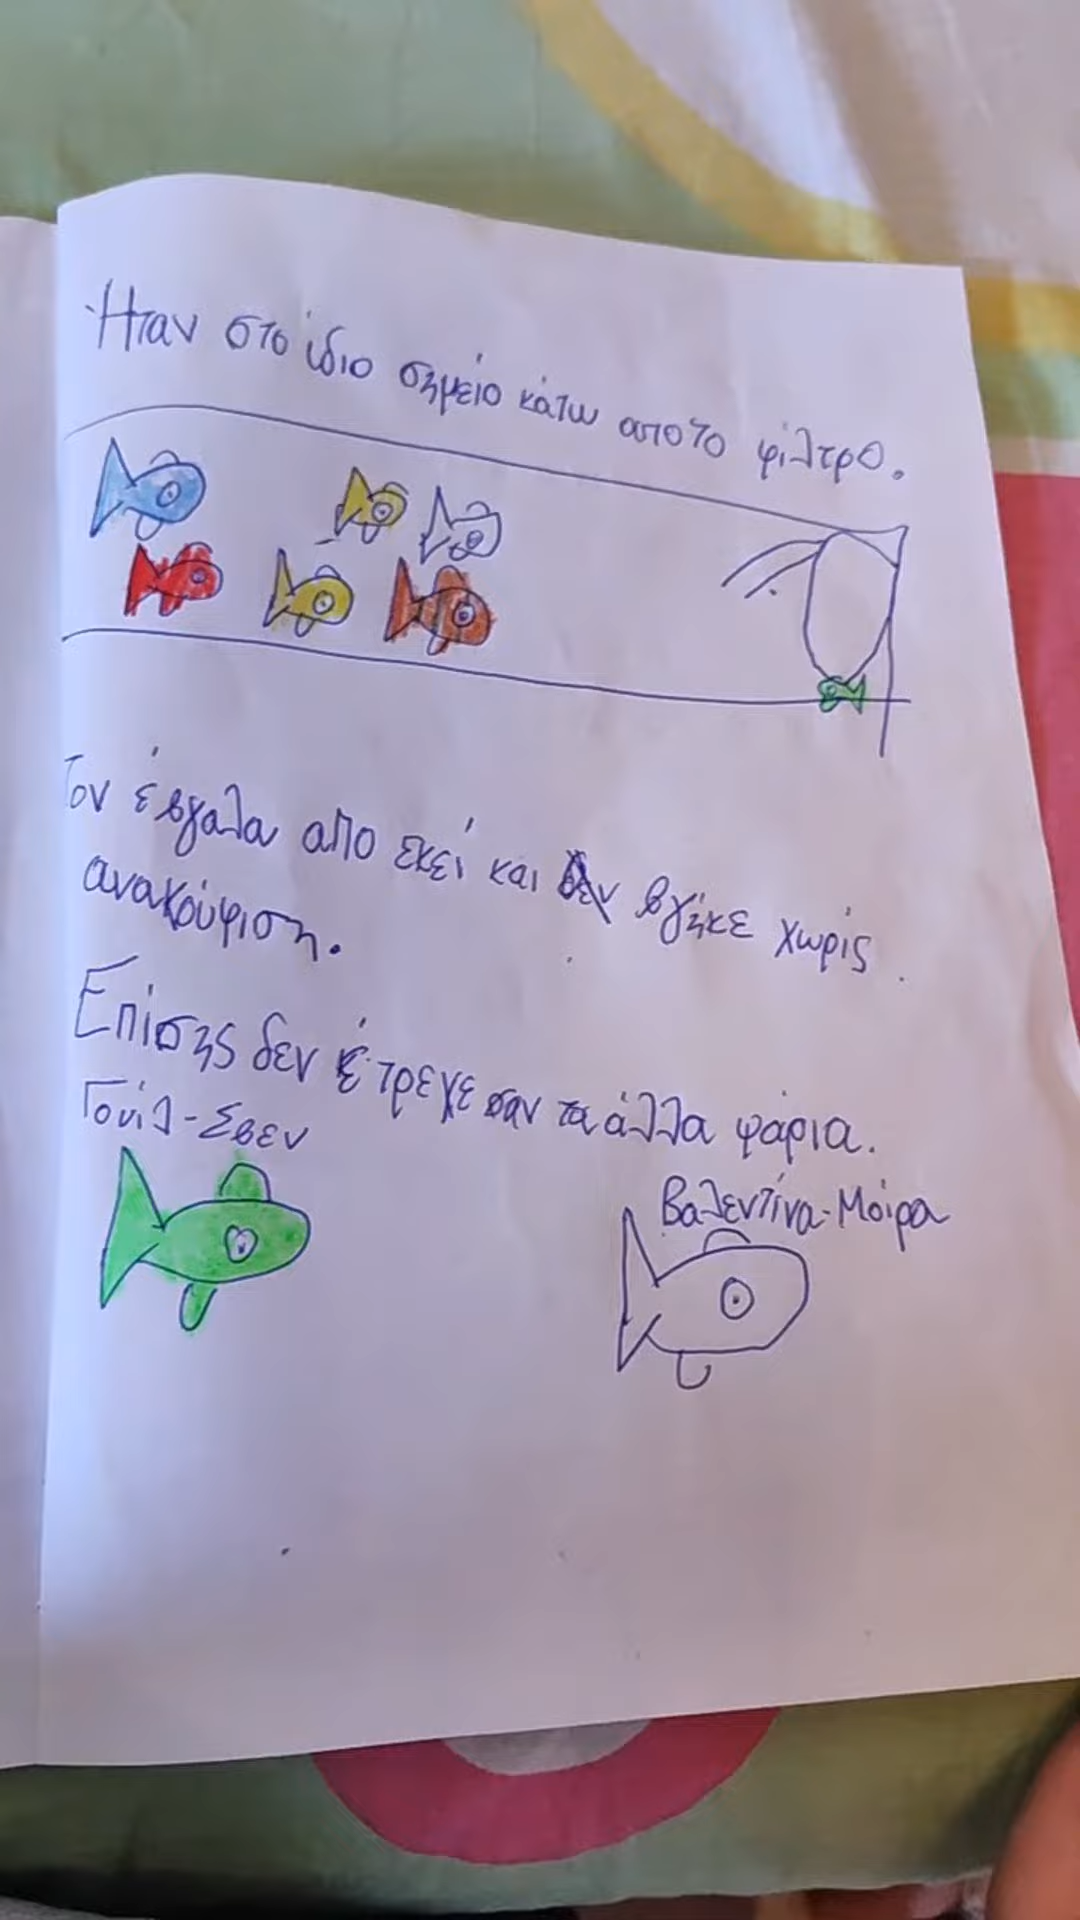 Ήταν στο ίδιο σημείο κάτω από το φίλτρο.
Τον έβγαλα από εκεί και βγήκε χωρίς
ανακούφιση.
Επίσης δεν έτρεχε σαν τα άλλα ψάρια.
Γουίλ-Σβεν
Βαλεντίνα-Μοίρα